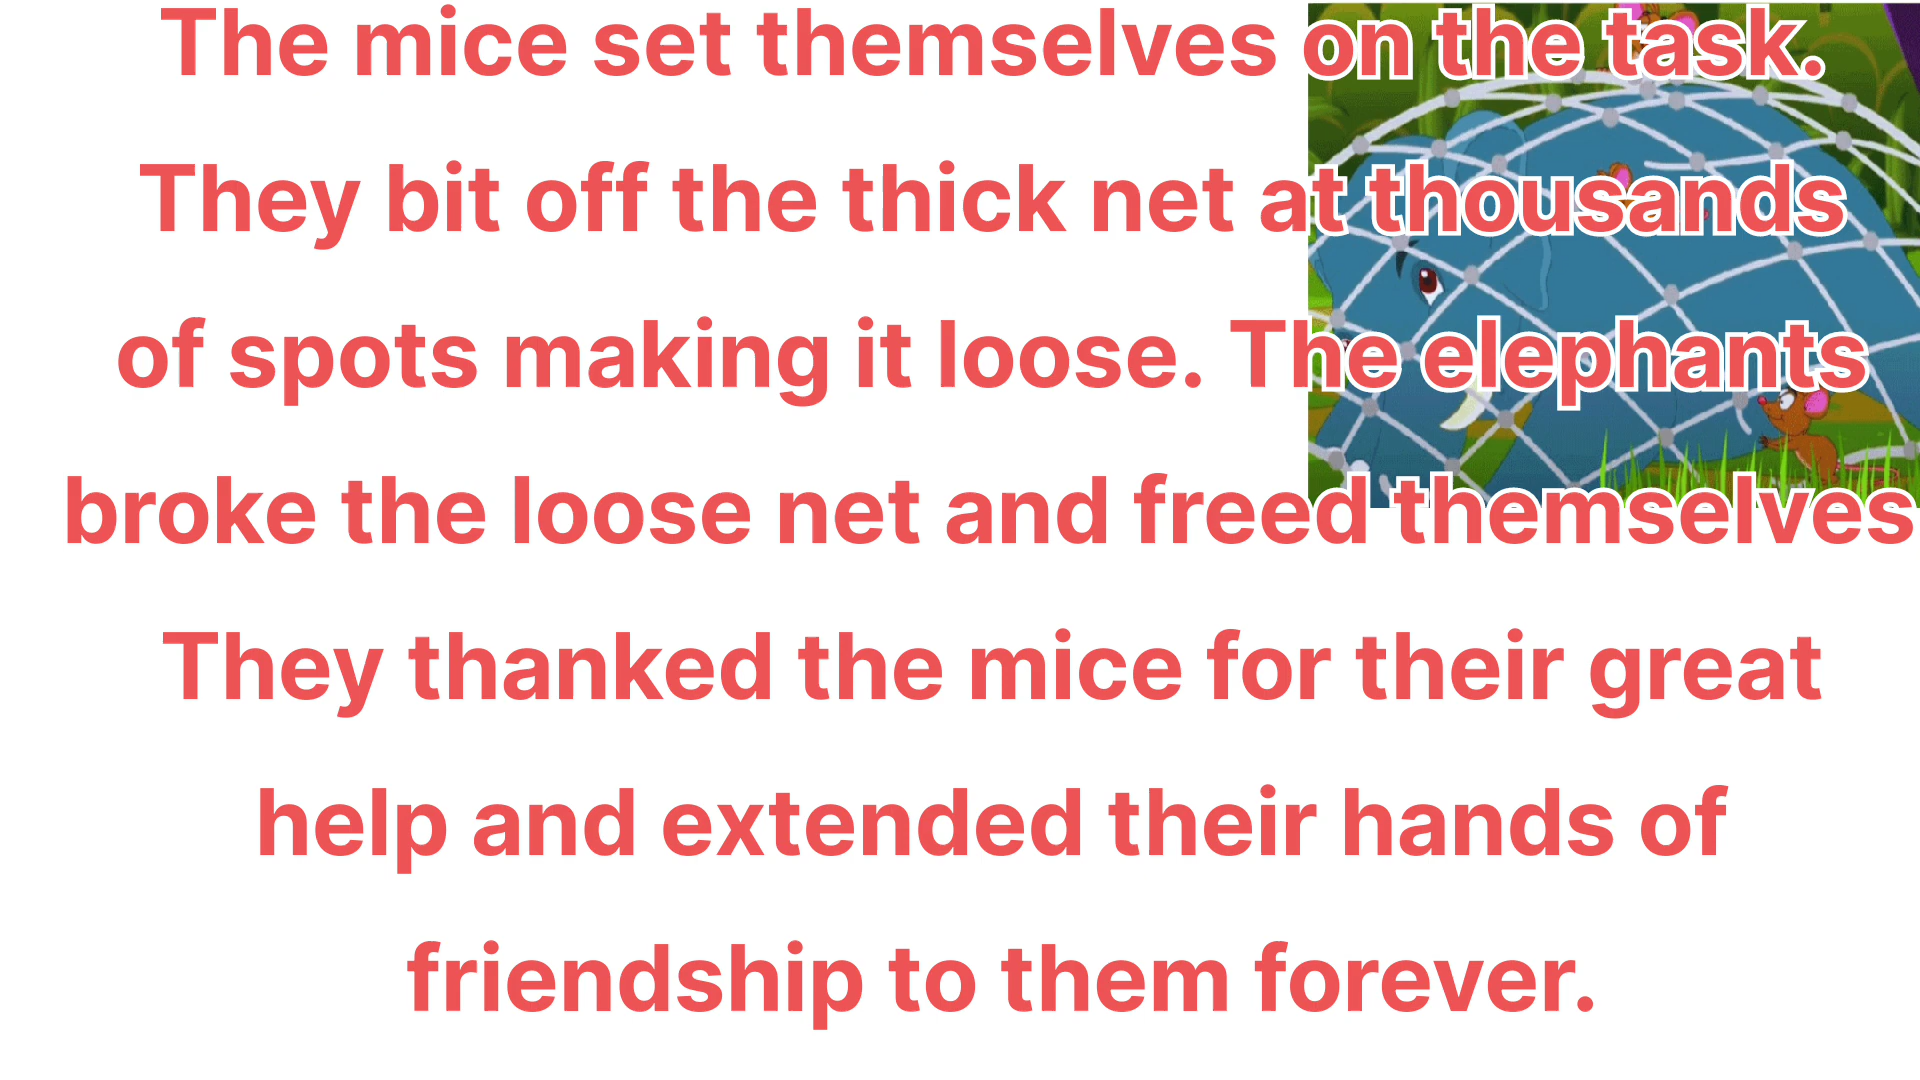 The mice set themselves on the task.
They bit off the thick net at thousands
of spots making it loose. The elephants
broke the loose net and freed themselves
They thanked the mice for their great
help and extended their hands of
friendship to them forever.